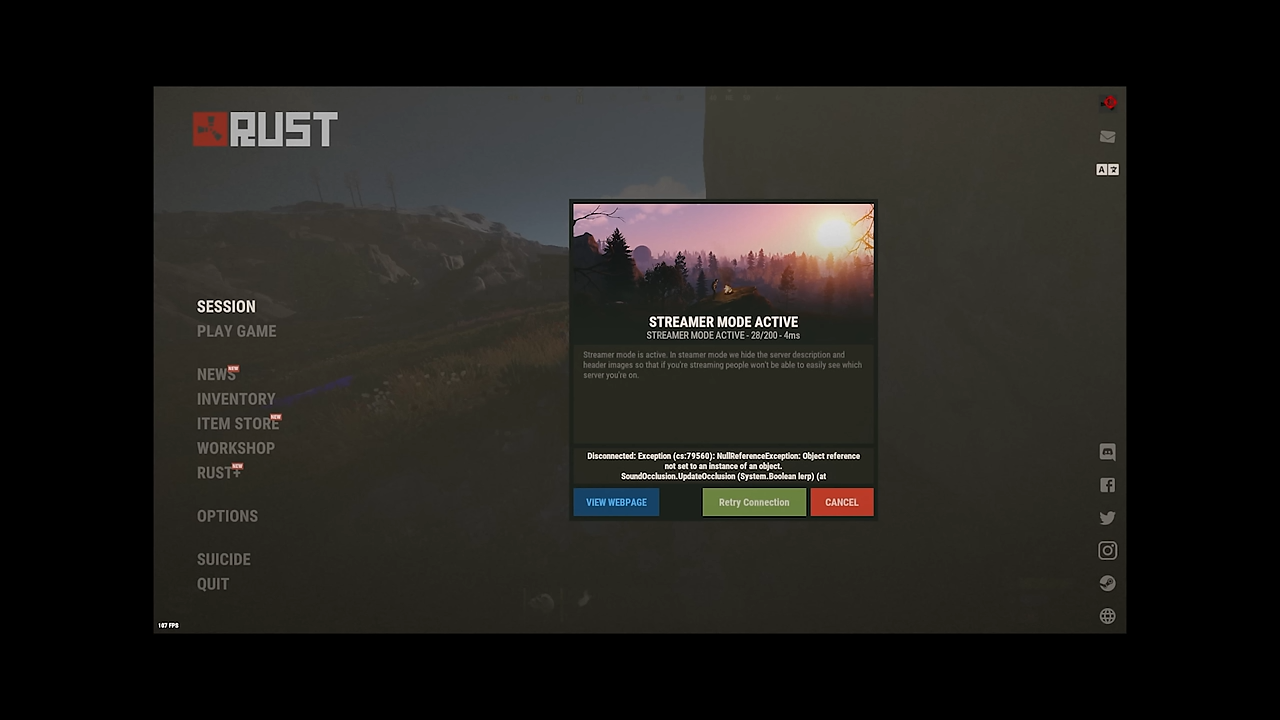 RUST
SESSION
PLAY GAME
NEWS NEW
INVENTORY
ITEM STORE NEW
WORKSHOP
RUST+ NEW
OPTIONS
SUICIDE
QUIT
107 FPS
A
STREAMER MODE ACTIVE
STREAMER MODE ACTIVE - 28/200 - 4ms
Streamer mode is active. In steamer mode we hide the server description and
header images so that if you're streaming people won't be able to easily see which
server you're on.
Disconnected: Exception (cs:79560): NullReferenceException: Object reference
not set to an instance of an object.
SoundOcclusion.UpdateOcclusion (System.Boolean lerp) (at
VIEW WEBPAGE
Retry Connection
CANCEL